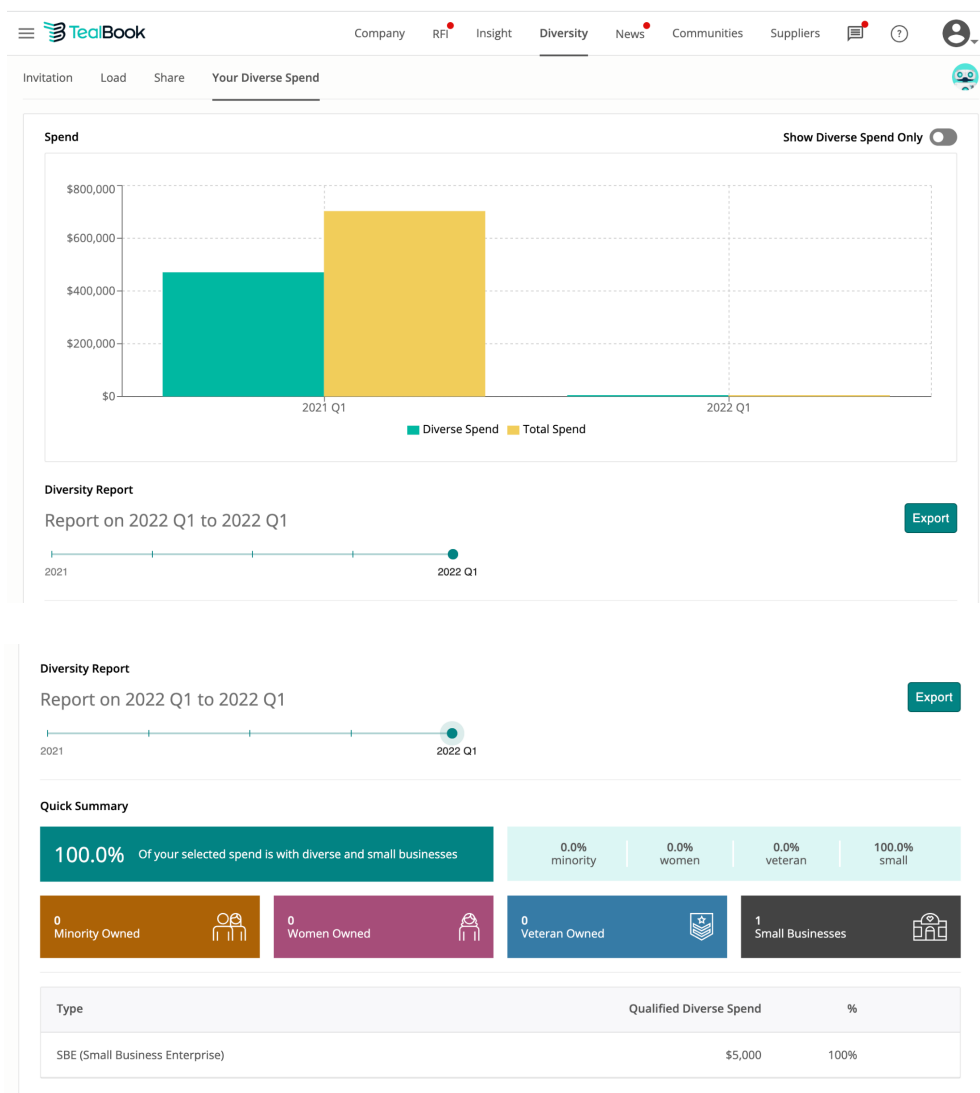 TealBook
Company RFI Insight Diversity News Communities Suppliers ?
Invitation Load Share Your Diverse Spend
Spend Show Diverse Spend Only
$800,000
$600,000
$400,000
$200,000
$0
2021 Q1 2022 Q1
Diverse Spend Total Spend
Diversity Report
Report on 2022 Q1 to 2022 Q1 Export
2021 2022 Q1
Diversity Report
Report on 2022 Q1 to 2022 Q1 Export
2021 2022 Q1
Quick Summary
100.0% Of your selected spend is with diverse and small businesses
0.0% 0.0% 0.0% 100.0%
minority women veteran small
0 0 0 1
Minority Owned Women Owned Veteran Owned Small Businesses
Type Qualified Diverse Spend %
SBE (Small Business Enterprise) $5,000 100%